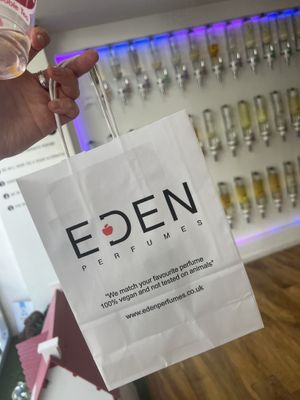 EDEN
PERFUMES
"We match your favourite perfume
100% vegan and not tested on animals"
www.edenperfumes.co.uk